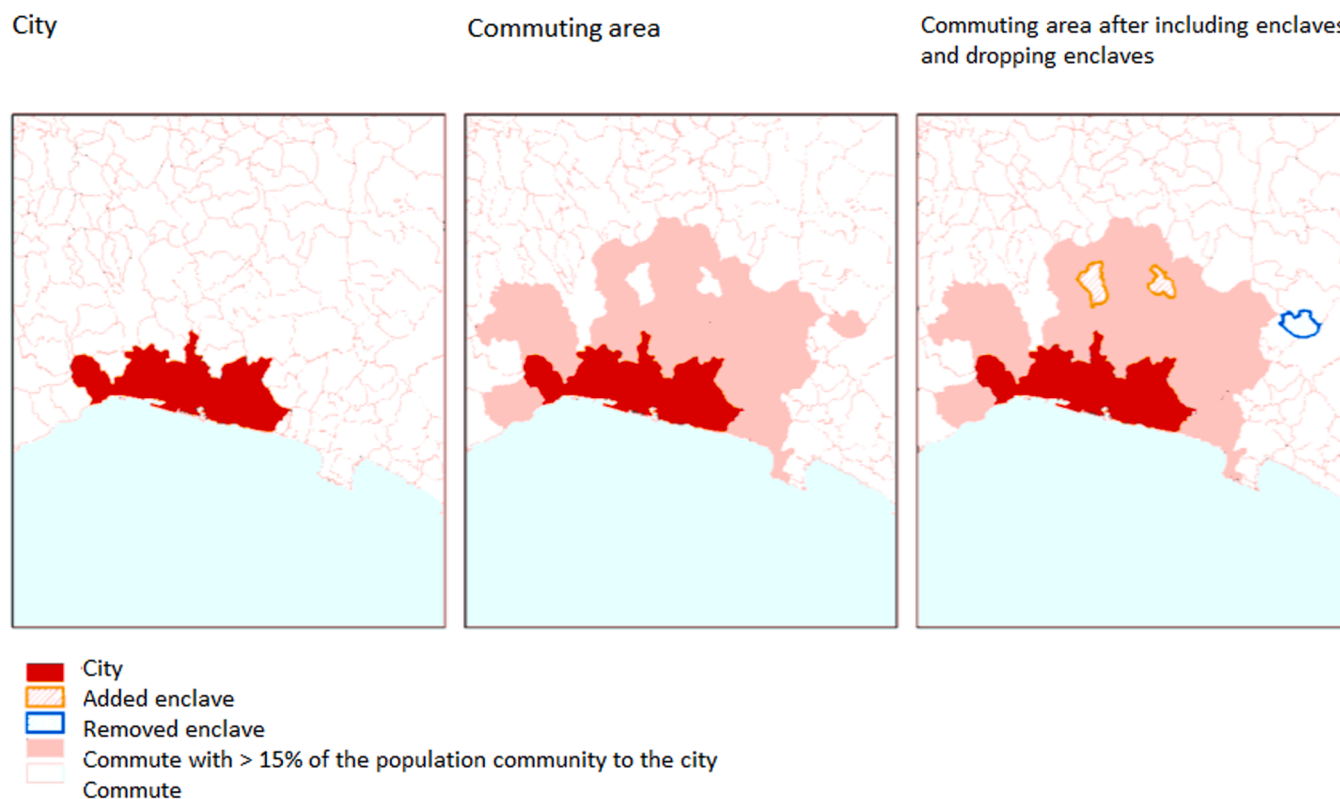 City
Commuting area
Commuting area after including enclaves
and dropping enclaves
City
Added enclave
Removed enclave
Commute with > 15% of the population community to the city
Commute